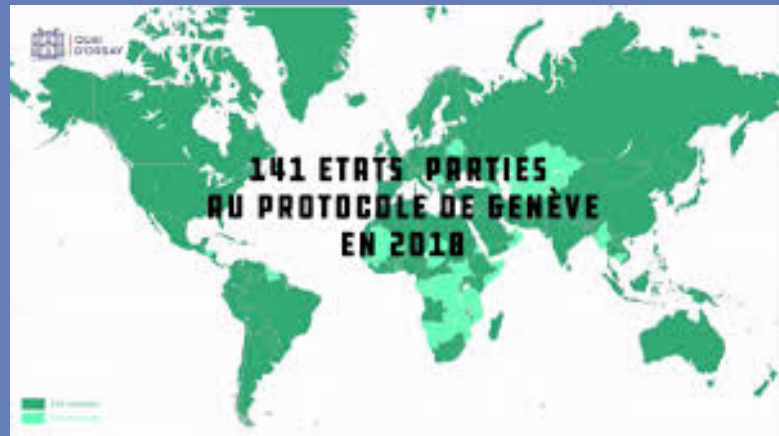 QUAI
D'ORSAY
141 ETATS PARTIES
AU PROTOCOLE DE GENÈVE
EN 2018